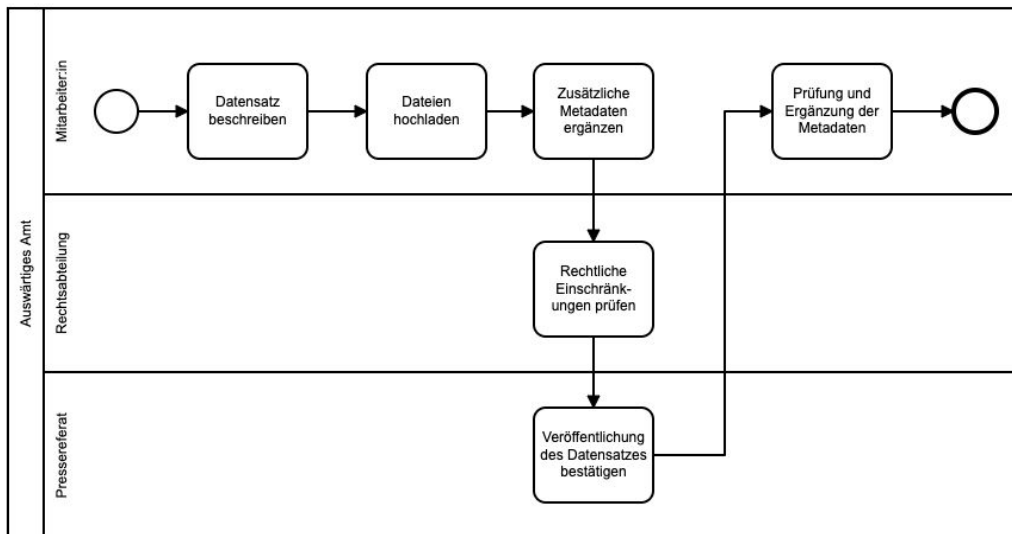 Auswärtiges Amt
Mitarbeiter:in
Datensatz
beschreiben
Dateien
hochladen
Zusätzliche
Metadaten
ergänzen
Prüfung und
Ergänzung der
Metadaten
Rechtsabteilung
Rechtliche
Einschränk-
ungen prüfen
Pressereferat
Veröffentlichung
des Datensatzes
bestätigen